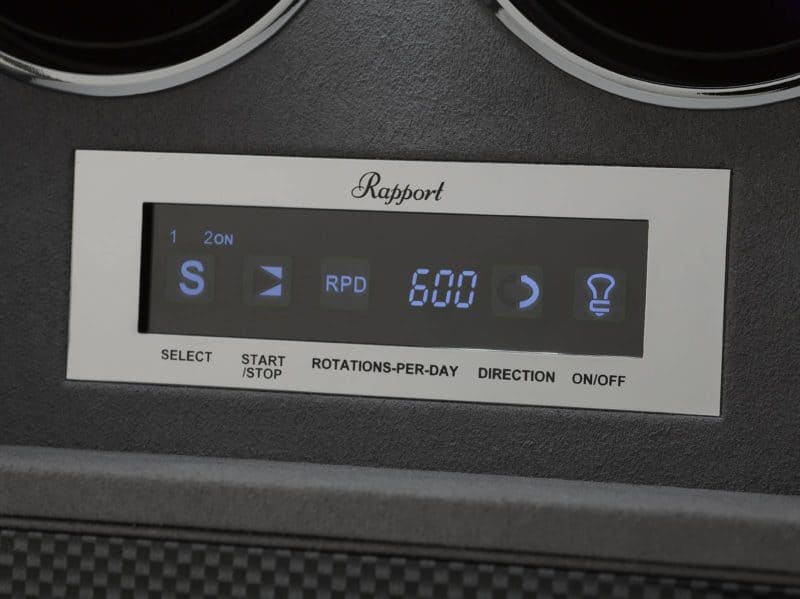 Rapport
1 2ON
S RPD 600
SELECT START /STOP ROTATIONS-PER-DAY DIRECTION ON/OFF